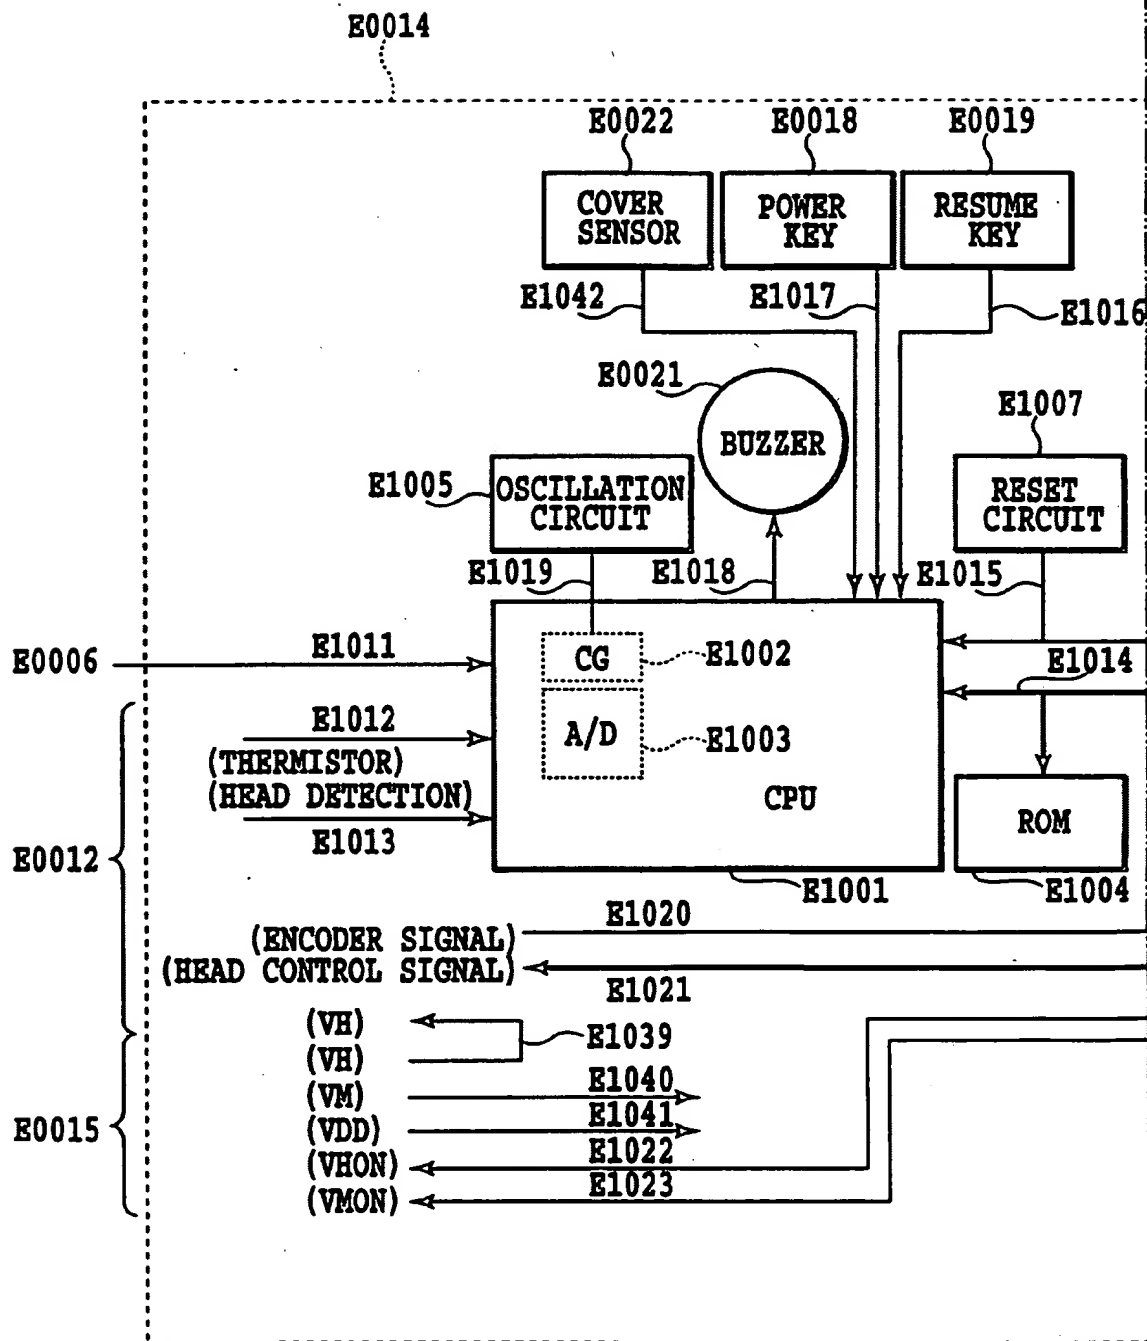 E0014
E0022 E0018 E0019
COVER SENSOR
POWER KEY
RESUME KEY
E1042 E1017 E1016
E0021
BUZZER
E1007
E1005
OSCILLATION CIRCUIT
RESET CIRCUIT
E1019 E1018 E1015
E0006
E1011
CG
E1002
E1014
E1012
(THERMISTOR)
(HEAD DETECTION)
E1013
A/D
E1003
CPU
ROM
E0012
E1001
E1004
E1020
(ENCODER SIGNAL)
(HEAD CONTROL SIGNAL)
E1021
(VH)
(VH)
E1039
(VM)
E1040
(VDD)
E1041
E0015
(VHON)
E1022
(VMON)
E1023